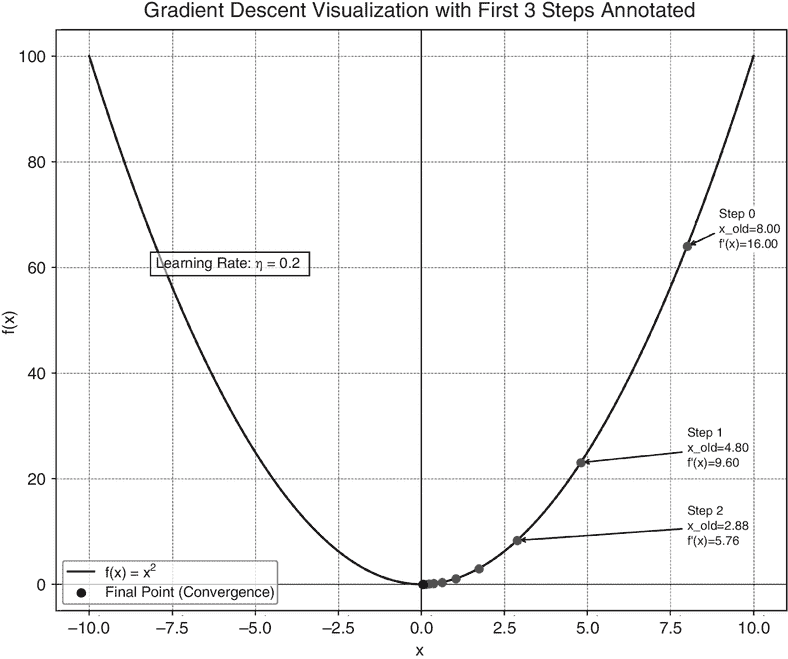 Gradient Descent Visualization with First 3 Steps Annotated
100
80
60
40
20
0
f(x)
Step 0
x_old=8.00
f'(x)=16.00
Learning Rate: η = 0.2
Step 1
x_old=4.80
f'(x)=9.60
Step 2
x_old=2.88
f'(x)=5.76
f(x) = x²
Final Point (Convergence)
−10.0 −7.5 −5.0 −2.5 0.0 2.5 5.0 7.5 10.0
x